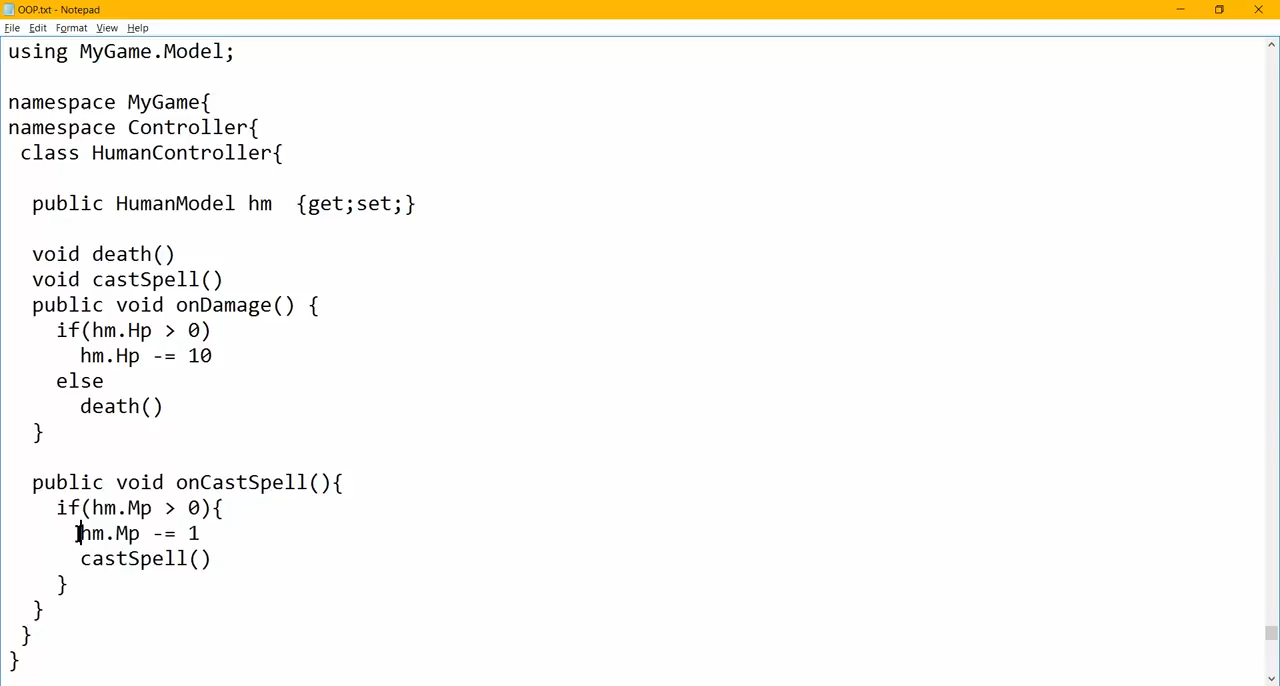 OOP.txt - Notepad
File Edit Format View Help
using MyGame.Model;
namespace MyGame{
namespace Controller{
class HumanController{
public HumanModel hm  {get;set;}
void death()
void castSpell()
public void onDamage() {
if(hm.Hp > 0)
hm.Hp -= 10
else
death()
}
public void onCastSpell(){
if(hm.Mp > 0){
hm.Mp -= 1
castSpell()
}
}
}
}